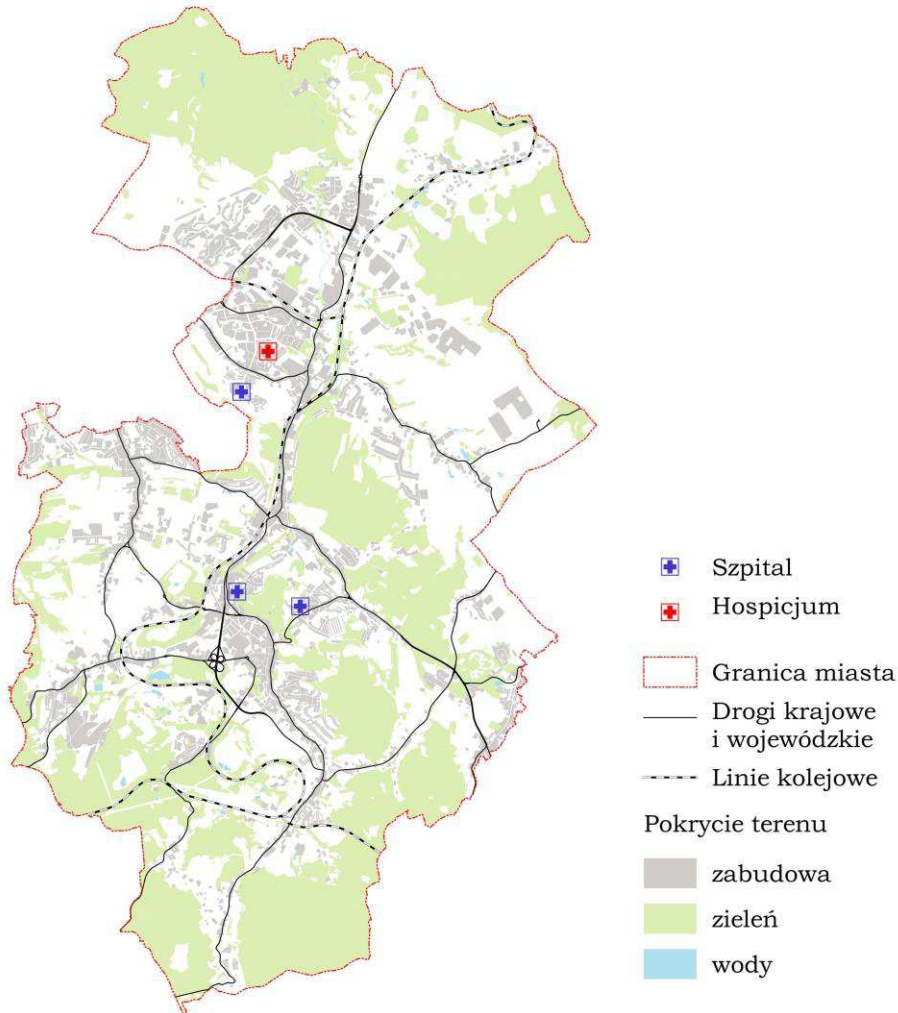 Szpital
Hospicjum
Granica miasta
Drogi krajowe
i wojewódzkie
Linie kolejowe
Pokrycie terenu
zabudowa
zieleń
wody